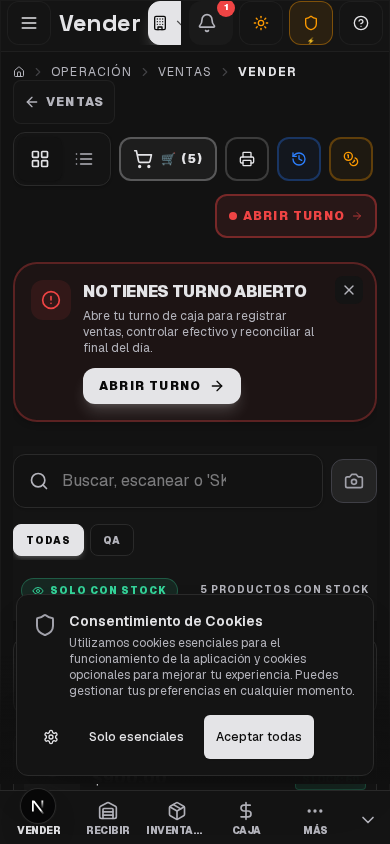 Vender
1
OPERACIÓN
VENTAS
VENDER
VENTAS
(5)
ABRIR TURNO
NO TIENES TURNO ABIERTO
Abre tu turno de caja para registrar
ventas, controlar efectivo y reconciliar al
final del día.
ABRIR TURNO
Buscar, escanear o 'SK
TODAS
QA
SOLO CON STOCK
5 PRODUCTOS CON STOCK
Consentimiento de Cookies
Utilizamos cookies esenciales para el
funcionamiento de la aplicación y cookies
opcionales para mejorar tu experiencia. Puedes
gestionar tus preferencias en cualquier momento.
Solo esenciales
Aceptar todas
N
VENDER
RECIBIR
INVENTA...
CAJA
MÁS